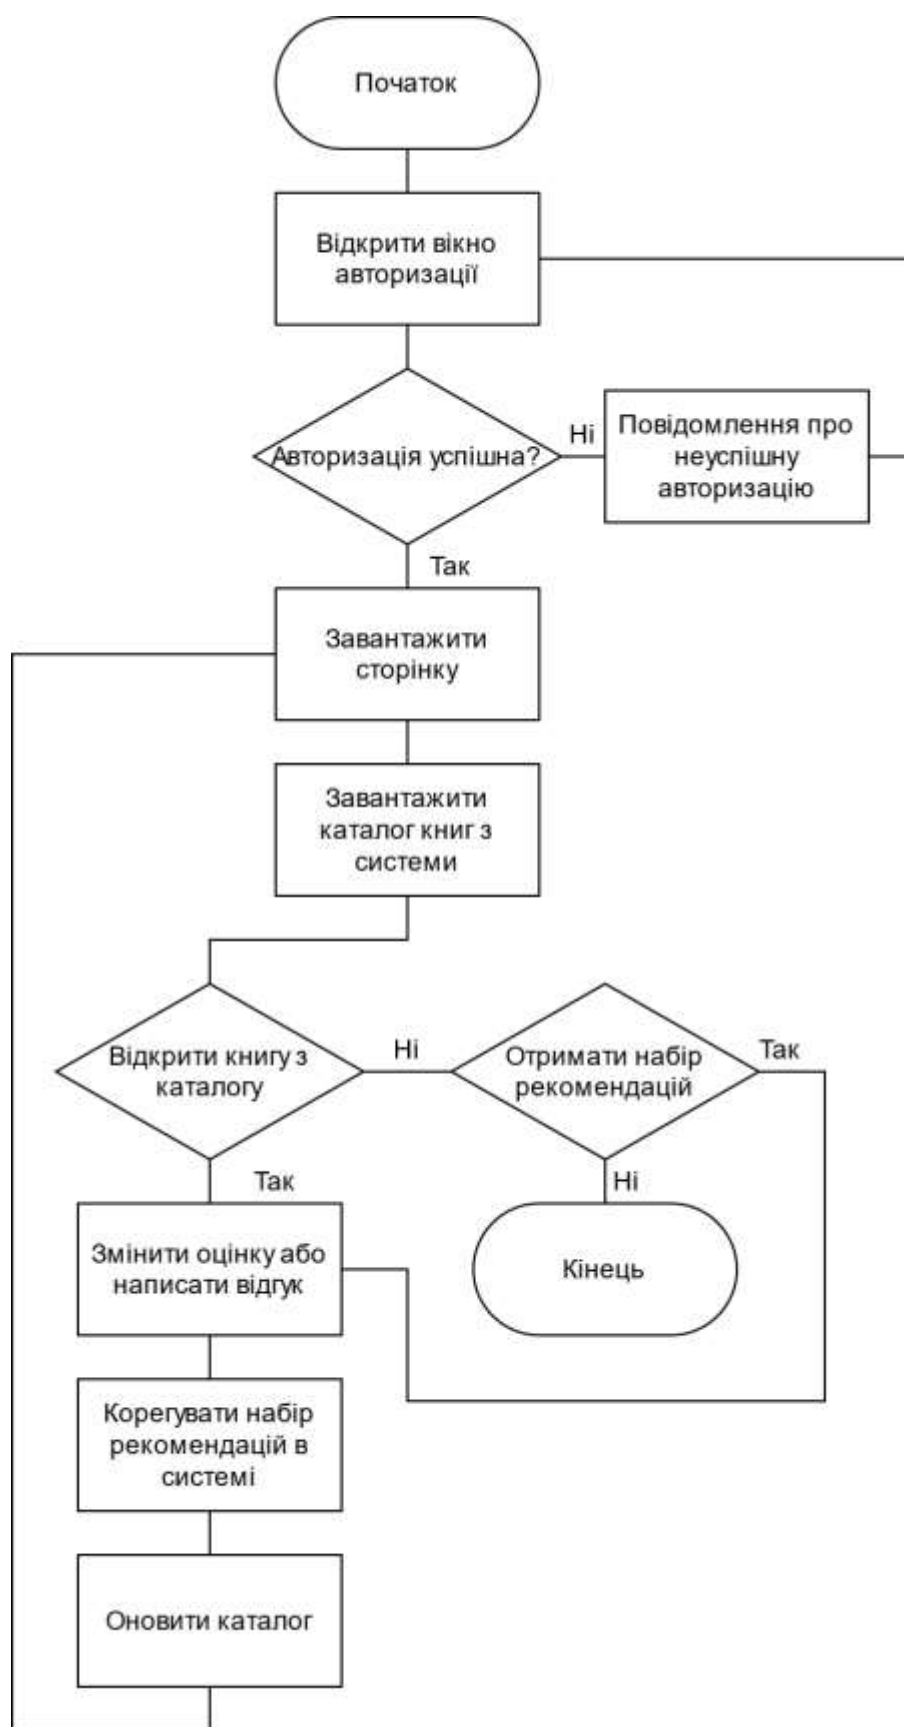 Початок
Відкрити вікно
авторизації
Авторизація успішна?
Ні
Повідомлення про
неуспішну
авторизацію
Так
Завантажити
сторінку
Завантажити
каталог книг з
системи
Відкрити книгу з
каталогу
Ні
Отримати набір
рекомендацій
Так
Так
Ні
Змінити оцінку або
написати відгук
Кінець
Корегувати набір
рекомендацій в
системі
Оновити каталог